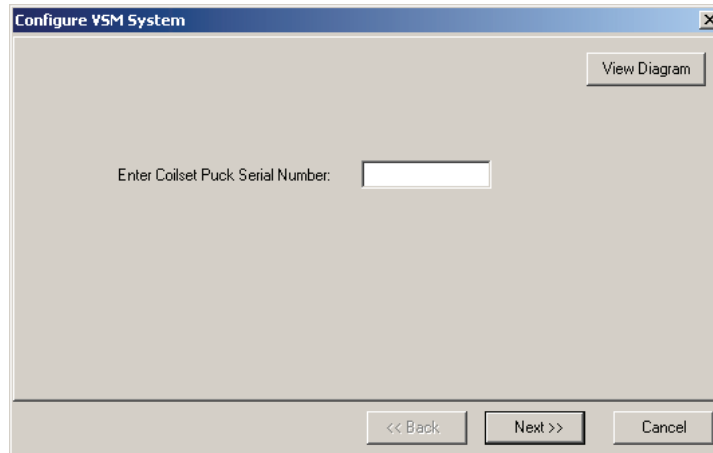 Configure VSM System
View Diagram
Enter Coilset Puck Serial Number:
<< Back
Next >>
Cancel